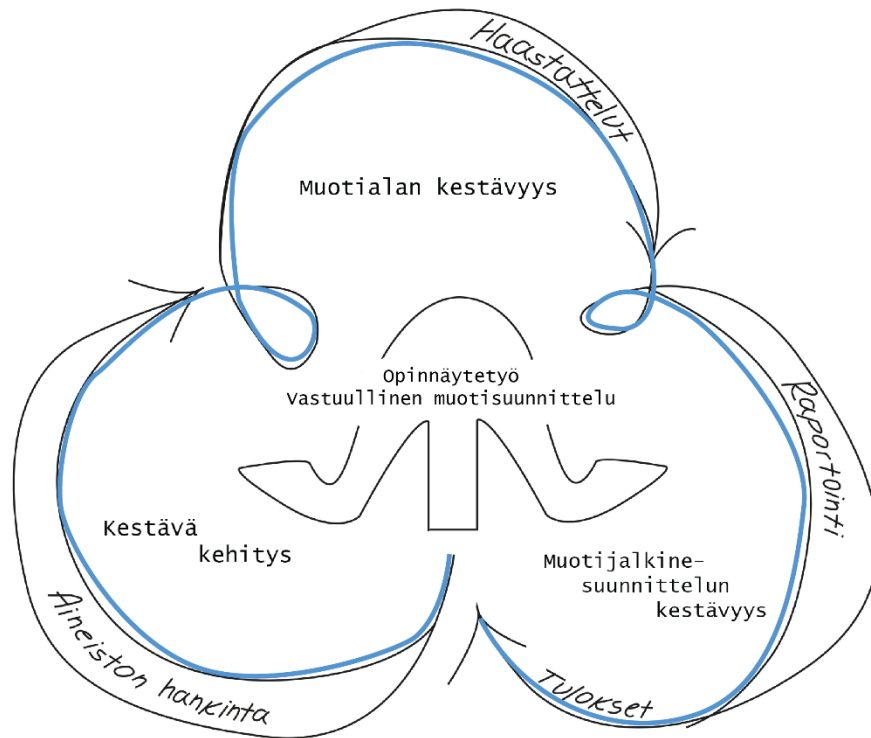 Haastattelut
Muotialan kestävyys
Opinnäytetyö
Vastuullinen muotisuunnittelu
Raportointi
Kestävä
kehitys
Muotijalkine-
suunnittelun
kestävyys
Aineiston hankinta
Tulokset